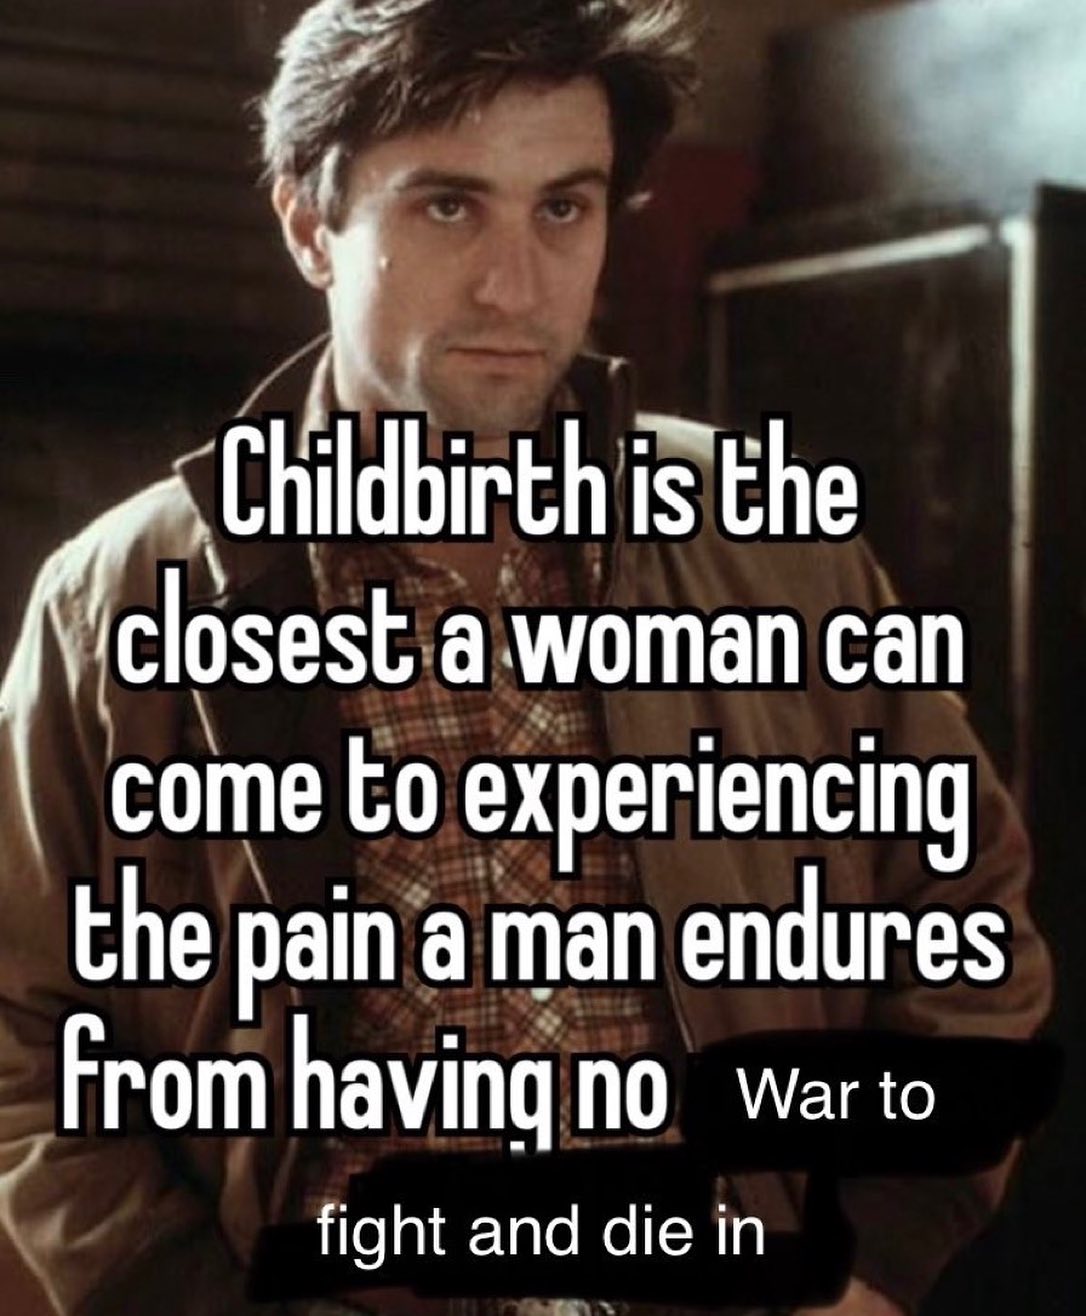 Childbirth is the
closest a woman can
come to experiencing
the pain a man endures
from having no War to
fight and die in